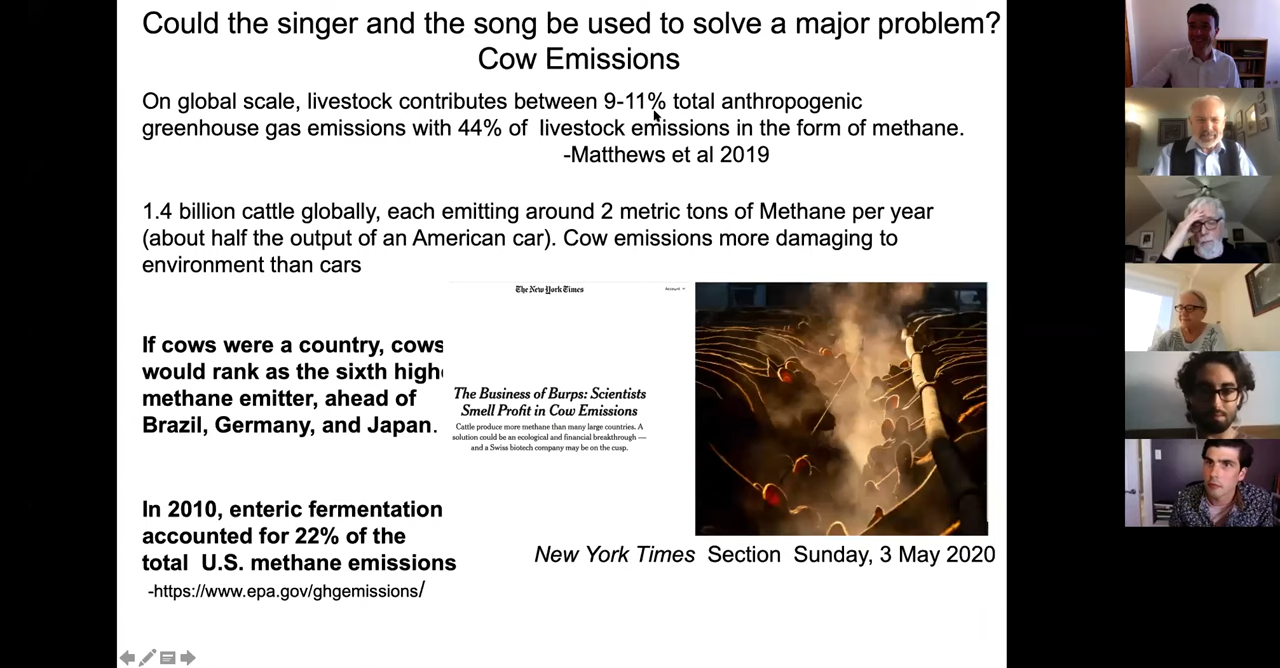 Could the singer and the song be used to solve a major problem?
Cow Emissions
On global scale, livestock contributes between 9-11% total anthropogenic
greenhouse gas emissions with 44% of livestock emissions in the form of methane.
-Matthews et al 2019
1.4 billion cattle globally, each emitting around 2 metric tons of Methane per year
(about half the output of an American car). Cow emissions more damaging to
environment than cars
If cows were a country, cows
would rank as the sixth high
methane emitter, ahead of
Brazil, Germany, and Japan.
In 2010, enteric fermentation
accounted for 22% of the
total U.S. methane emissions
-https://www.epa.gov/ghgemissions/
The New York Times
Account
The Business of Burps: Scientists
Smell Profit in Cow Emissions
Cattle produce more methane than many large countries. A
solution could be an ecological and financial breakthrough —
and a Swiss biotech company may be on the cusp.
New York Times Section Sunday, 3 May 2020